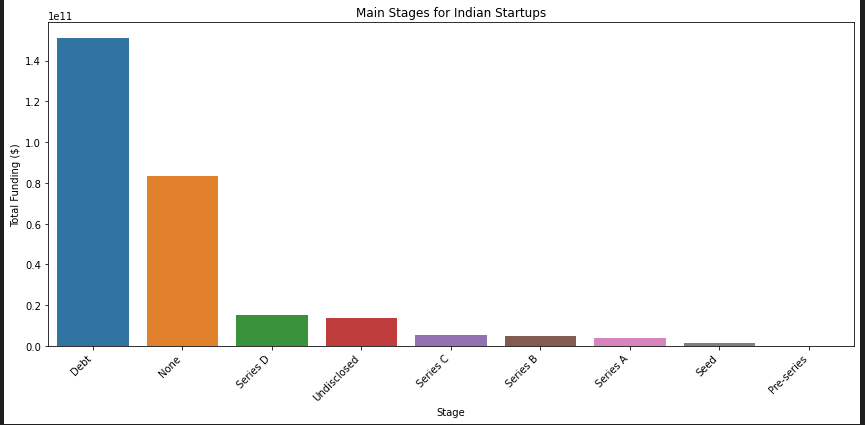 Main Stages for Indian Startups
1e11
1.4
1.2
1.0
0.8
0.6
0.4
0.2
0.0
Total Funding ($)
Debt
None
Series D
Undisclosed
Series C
Series B
Series A
Seed
Pre-series
Stage